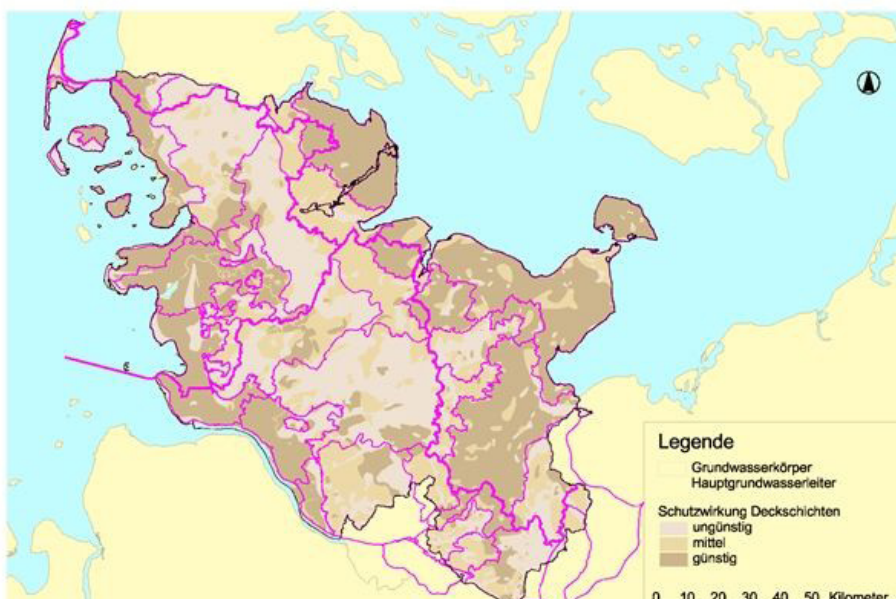 Legende
Grundwasserkörper
Hauptgrundwasserleiter
Schutzwirkung Deckschichten
ungünstig
mittel
günstig
0 10 20 30 40 50 Kilometer